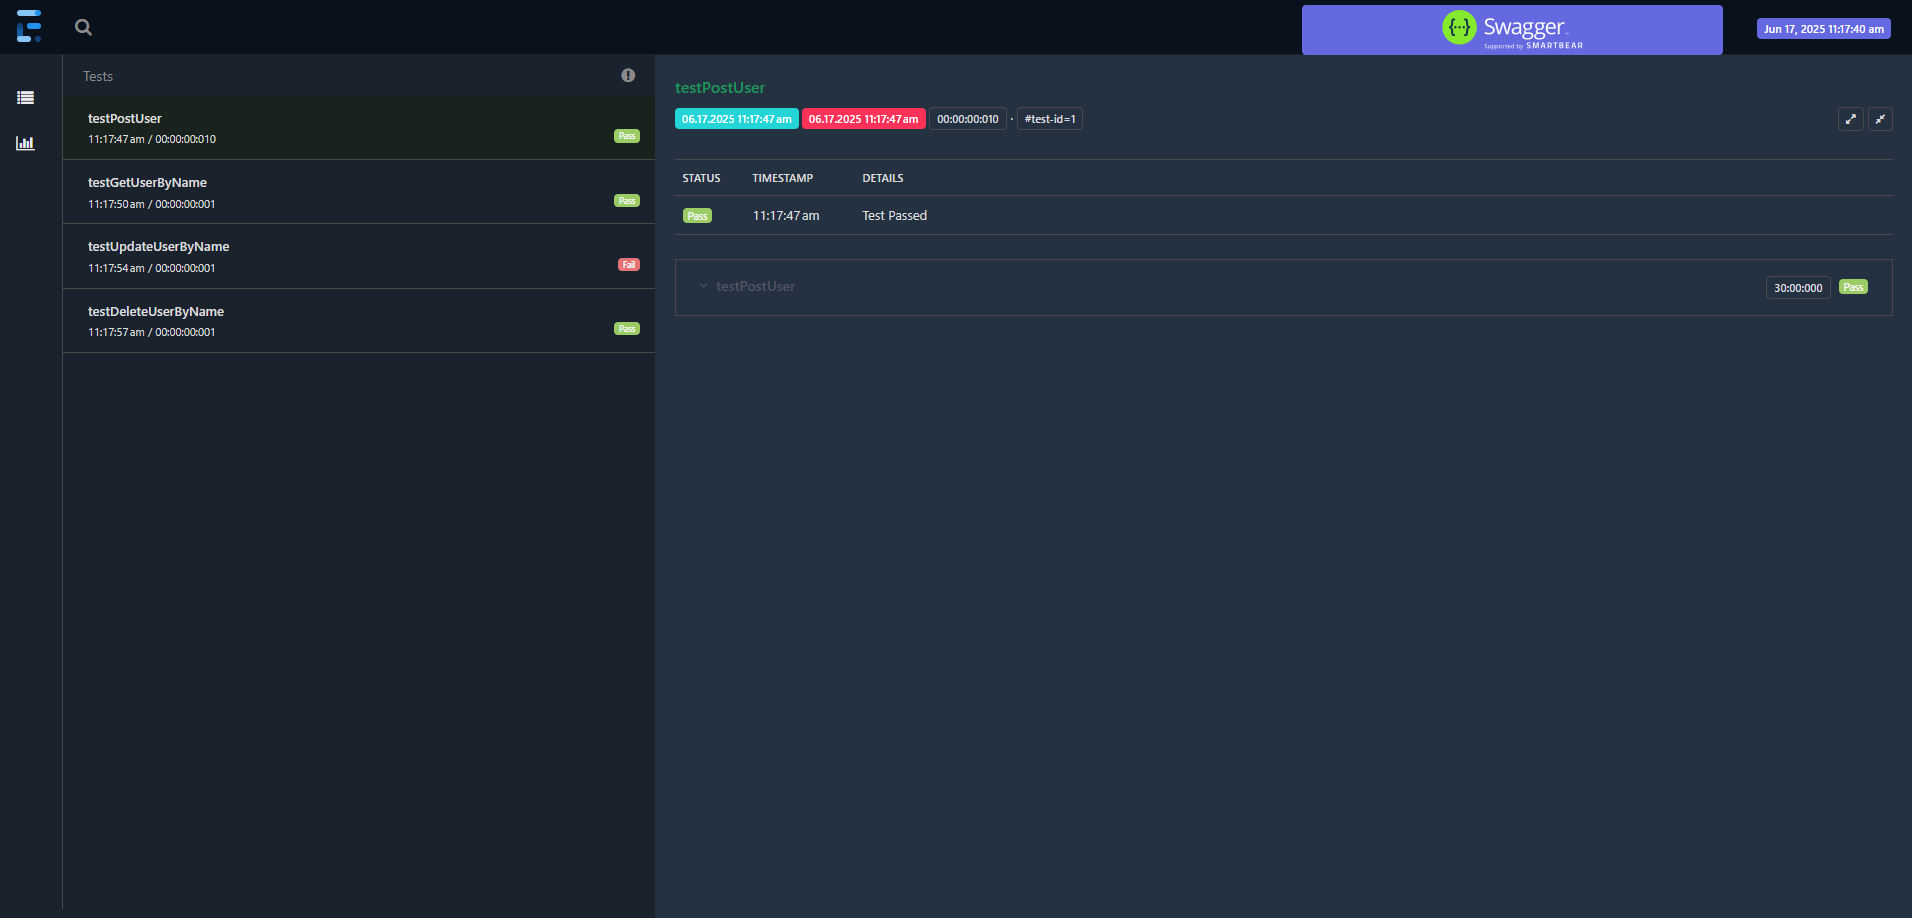 Swagger
Supported by SMARTBEAR
Jun 17, 2025 11:17:40 am
Tests
testPostUser
11:17:47 am / 00:00:00:010
Pass
testGetUserByName
11:17:50 am / 00:00:00:001
Pass
testUpdateUserByName
11:17:54 am / 00:00:00:001
Fail
testDeleteUserByName
11:17:57 am / 00:00:00:001
Pass
testPostUser
06.17.2025 11:17:47 am 06.17.2025 11:17:47 am 00:00:00:010 · #test-id=1
STATUS TIMESTAMP DETAILS
Pass 11:17:47 am Test Passed
testPostUser 30:00:000 Pass